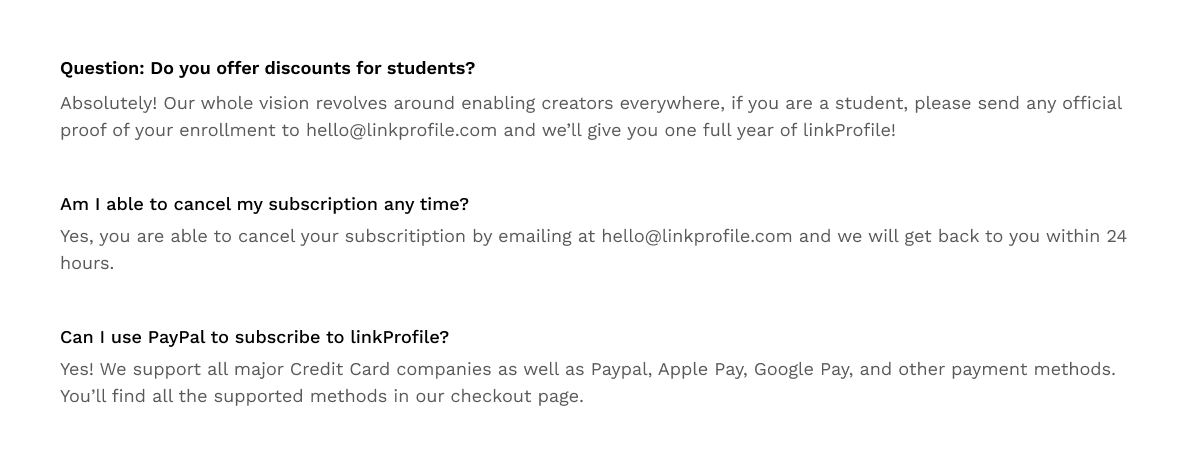 Question: Do you offer discounts for students?
Absolutely! Our whole vision revolves around enabling creators everywhere, if you are a student, please send any official
proof of your enrollment to hello@linkprofile.com and we’ll give you one full year of linkProfile!
Am I able to cancel my subscription any time?
Yes, you are able to cancel your subscritiption by emailing at hello@linkprofile.com and we will get back to you within 24
hours.
Can I use PayPal to subscribe to linkProfile?
Yes! We support all major Credit Card companies as well as Paypal, Apple Pay, Google Pay, and other payment methods.
You’ll find all the supported methods in our checkout page.